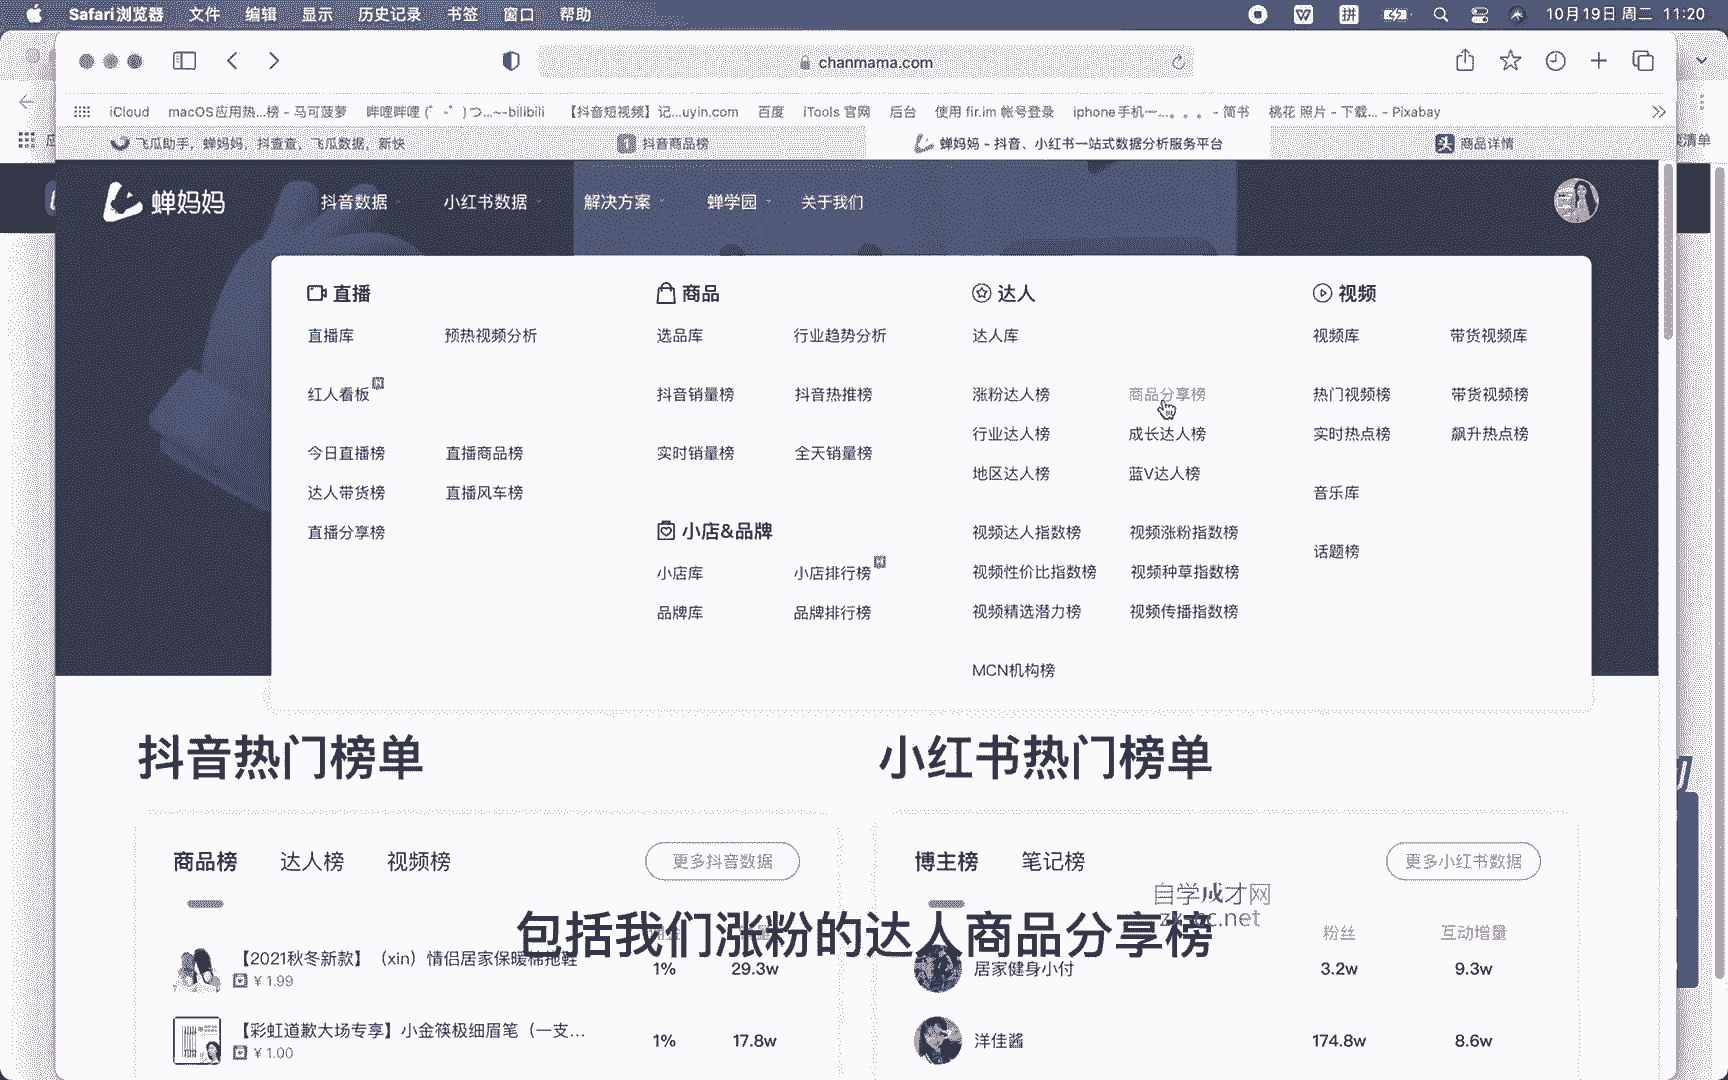 Safari浏览器 文件 编辑 显示 历史记录 书签 窗口 帮助 拼 10月19日 周二 11:20
chanmama.com
iCloud macOS应用热...榜 - 马可菠萝 哔哩哔哩 (゜-゜)つ...~-bilibili 【抖音短视频】记...uyin.com 百度 iTools 官网 后台 使用 fir.im 帐号登录 iphone手机一...。。。 - 简书 桃花 照片 - 下载... - Pixabay
飞瓜助手，蝉妈妈，抖查查，飞瓜数据，新快 1 抖音商品榜 蝉妈妈 - 抖音、小红书一站式数据分析服务平台 头 商品详情 清单
蝉妈妈 抖音数据 小红书数据 解决方案 蝉学园 关于我们
直播 商品 达人 视频
直播库 预热视频分析 选品库 行业趋势分析 达人库 视频库 带货视频库
红人看板 抖音销量榜 抖音热推榜 涨粉达人榜 商品分享榜 热门视频榜 带货视频榜
行业达人榜 成长达人榜 实时热点榜 飙升热点榜
今日直播榜 直播商品榜 实时销量榜 全天销量榜 地区达人榜 蓝V达人榜
达人带货榜 直播风车榜 音乐库
直播分享榜 小店&品牌 视频达人指数榜 视频涨粉指数榜 话题榜
小店库 小店排行榜 视频性价比指数榜 视频种草指数榜
品牌库 品牌排行榜 视频精选潜力榜 视频传播指数榜
MCN机构榜
抖音热门榜单 小红书热门榜单
商品榜 达人榜 视频榜 更多抖音数据 博主榜 笔记榜 更多小红书数据
自学成才网
粉丝 互动增量
包括我们涨粉的达人商品分享榜
【2021秋冬新款】（xin）情侣居家保暖棉拖鞋 1% 29.3w 居家健身小付 3.2w 9.3w
¥ 1.99
【彩虹道歉大场专享】小金筷极细眉笔（一支... 1% 17.8w 洋佳酱 174.8w 8.6w
¥ 1.00